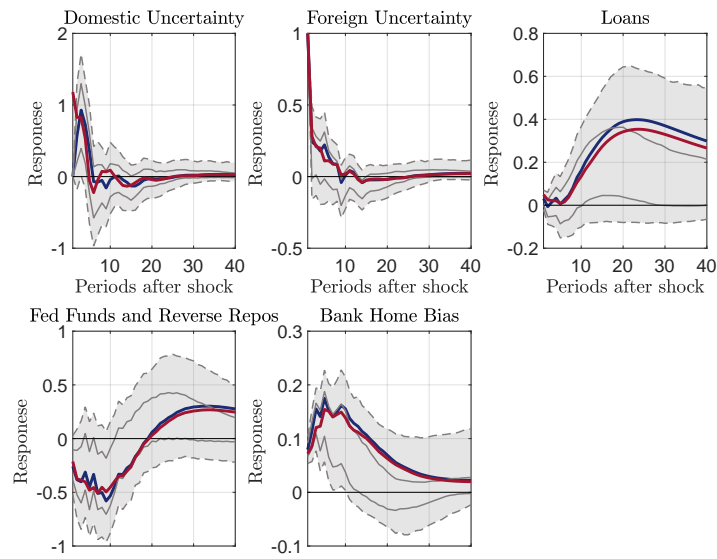 Domestic Uncertainty
Foreign Uncertainty
Loans
Responese
2
1
0
-1
10
20
30
40
Periods after shock
Responese
1
0.5
0
-0.5
10
20
30
40
Periods after shock
Responese
0.8
0.6
0.4
0.2
0
-0.2
10
20
30
40
Periods after shock
Fed Funds and Reverse Repos
Bank Home Bias
Responese
1
0.5
0
-0.5
-1
Responese
0.3
0.2
0.1
0
-0.1